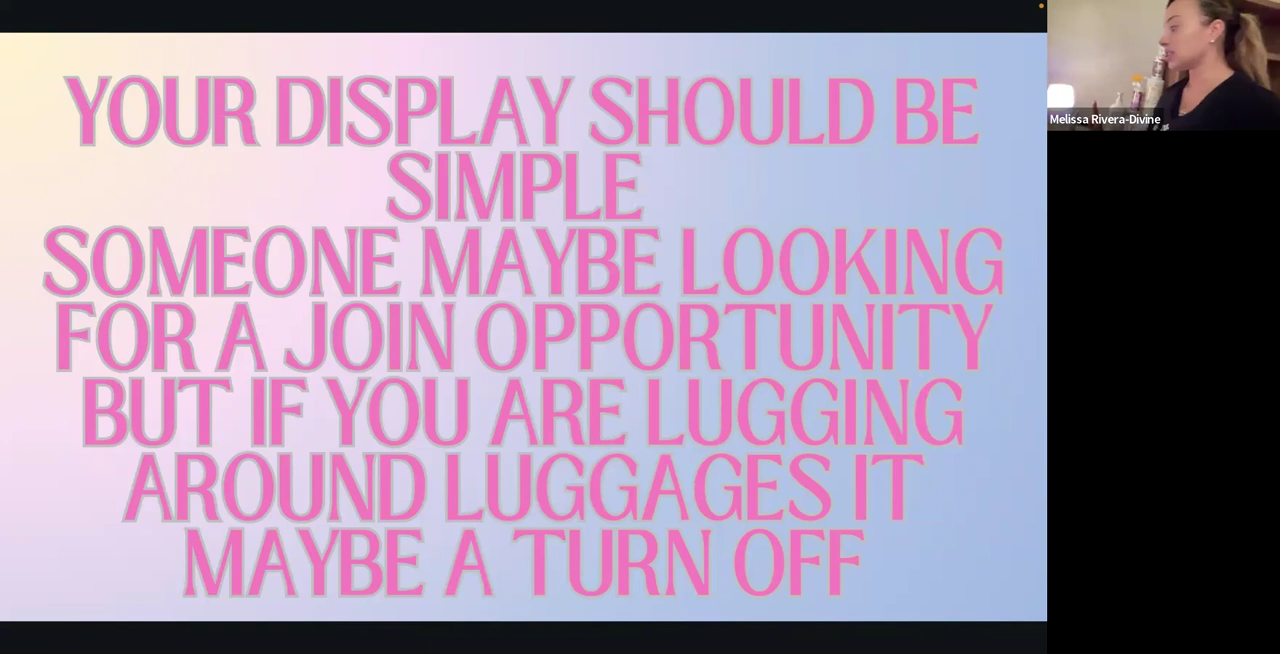 YOUR DISPLAY SHOULD BE
SIMPLE
SOMEONE MAYBE LOOKING
FOR A JOIN OPPORTUNITY
BUT IF YOU ARE LUGGING
AROUND LUGGAGES IT
MAYBE A TURN OFF
Melissa Rivera-Divine